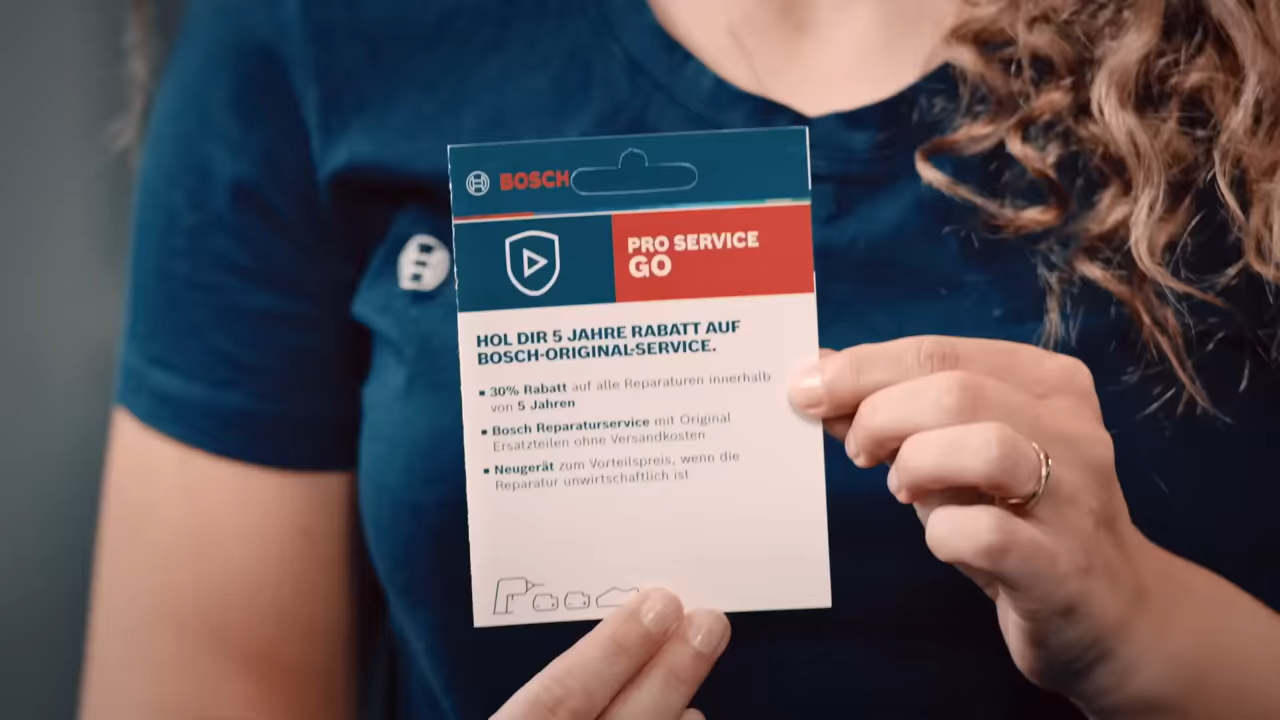 BOSCH
PRO SERVICE
GO
HOL DIR 5 JAHRE RABATT AUF
BOSCH-ORIGINAL-SERVICE.
▪ 30% Rabatt auf alle Reparaturen innerhalb
von 5 Jahren
▪ Bosch Reparaturservice mit Original
Ersatzteilen ohne Versandkosten
▪ Neugerät zum Vorteilspreis, wenn die
Reparatur unwirtschaftlich ist